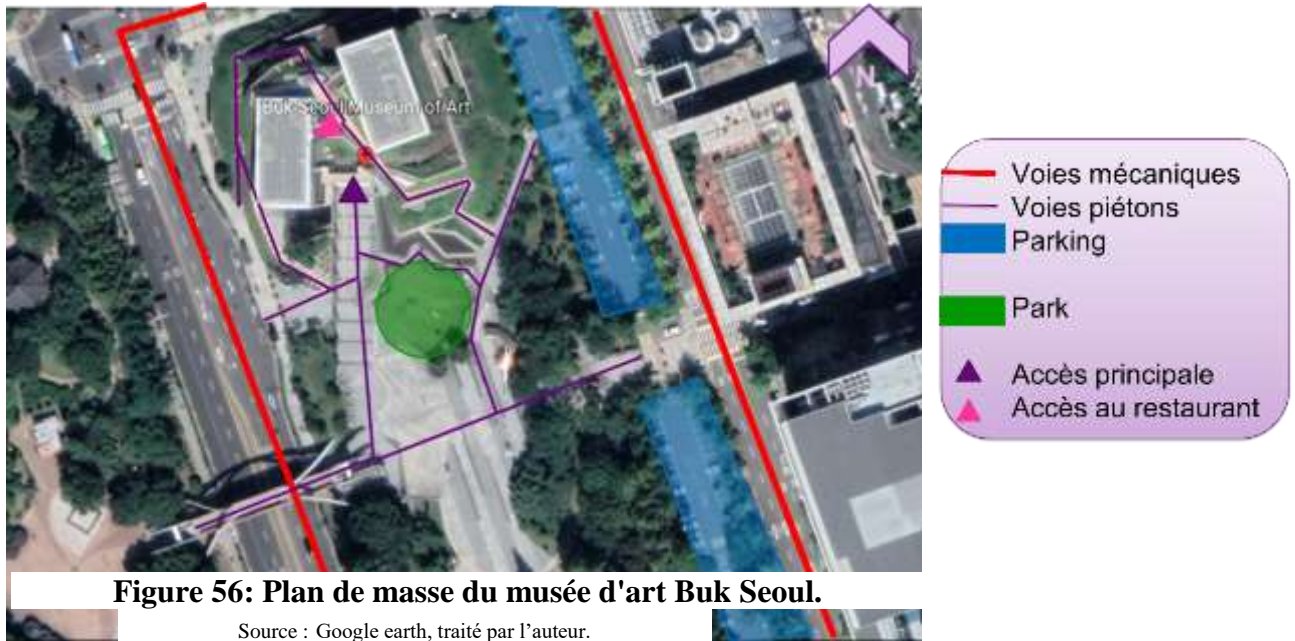 Buk Seoul Museum of Art
N
Voies mécaniques
Voies piétons
Parking
Park
Accès principale
Accès au restaurant
Figure 56: Plan de masse du musée d'art Buk Seoul.
Source : Google earth, traité par l’auteur.